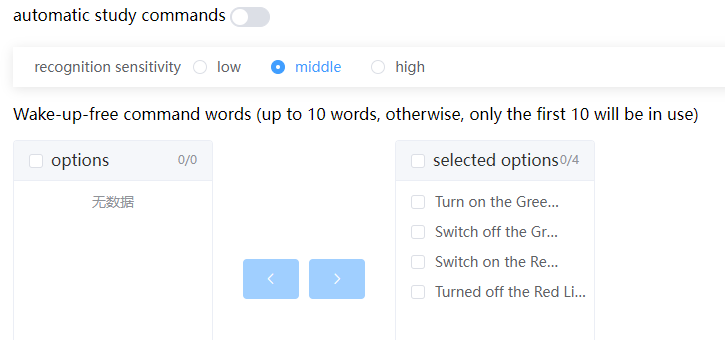 automatic study commands
recognition sensitivity low middle high
Wake-up-free command words (up to 10 words, otherwise, only the first 10 will be in use)
options 0/0
selected options 0/4
无数据
Turn on the Gree...
Switch off the Gr...
Switch on the Re...
Turned off the Red Li...